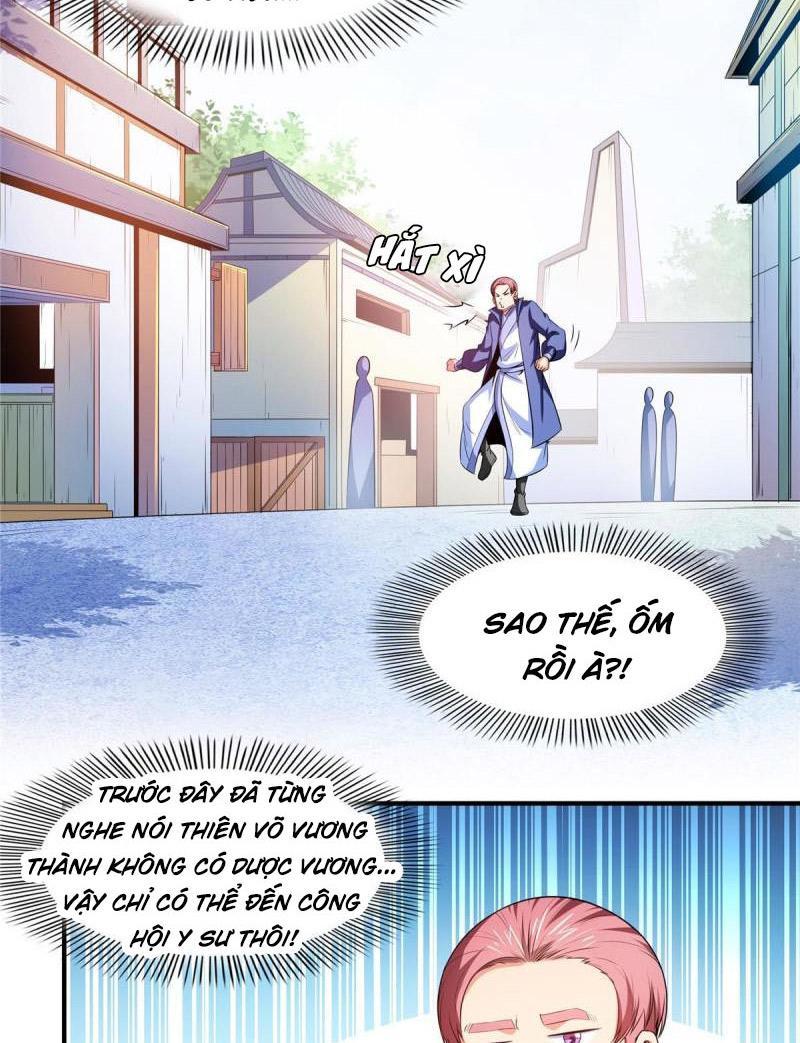 HẮT XÌ
SAO THẾ, ỐM
RỒI À?!
TRƯỚC ĐÂY ĐÃ TỪNG
NGHE NÓI THIÊN VÕ VƯƠNG
THÀNH KHÔNG CÓ DƯỢC VƯƠNG...
VẬY CHỈ CÓ THỂ ĐẾN CÔNG
HỘI Y SƯ THÔI!